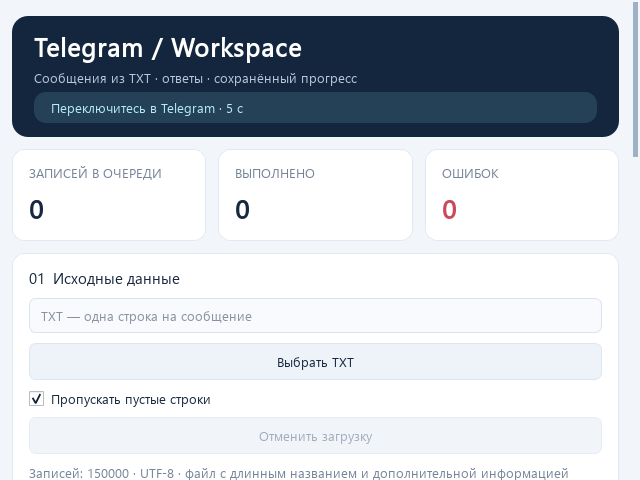 Telegram / Workspace
Сообщения из TXT · ответы · сохранённый прогресс
Переключитесь в Telegram · 5 с
ЗАПИСЕЙ В ОЧЕРЕДИ
ВЫПОЛНЕНО
ОШИБОК
0
0
0
01 Исходные данные
TXT — одна строка на сообщение
Выбрать TXT
Пропускать пустые строки
Отменить загрузку
Записей: 150000 · UTF-8 · файл с длинным названием и дополнительной информацией